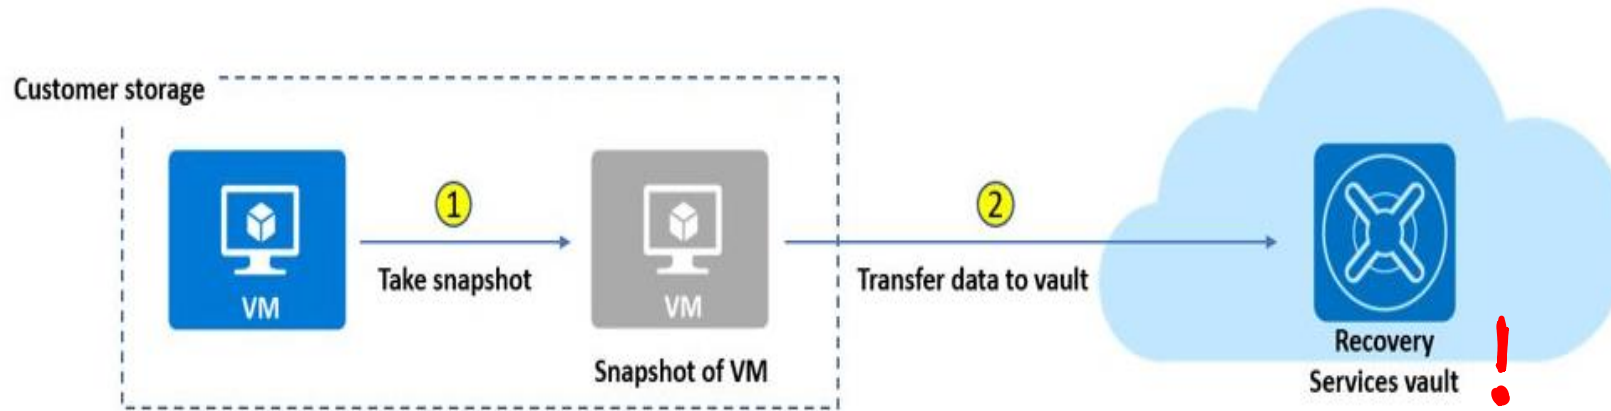 Customer storage
VM
1
Take snapshot
VM
Snapshot of VM
2
Transfer data to vault
Recovery
Services vault
!